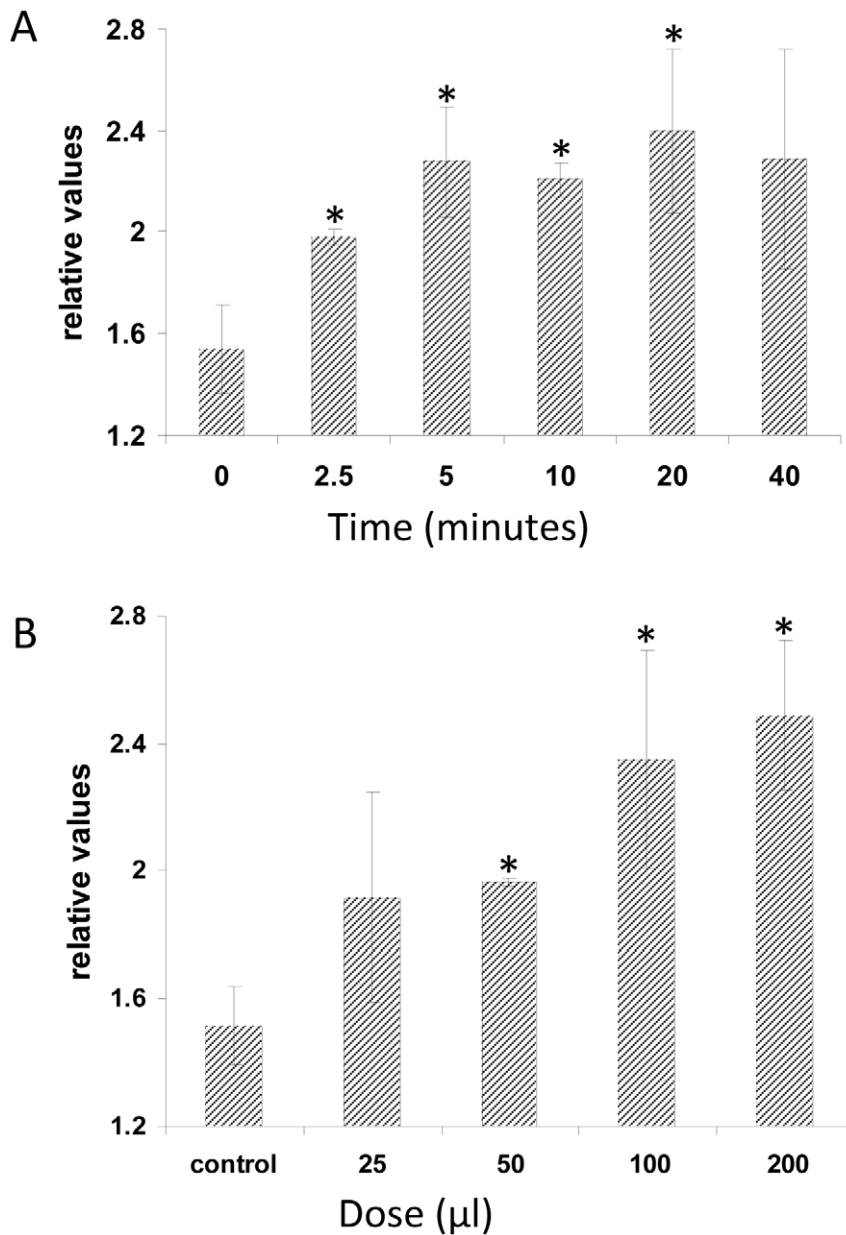 A
2.8
2.4
2
1.6
1.2
relative values
* * * *
0 2.5 5 10 20 40
Time (minutes)
B
2.8
2.4
2
1.6
1.2
relative values
* * *
control 25 50 100 200
Dose (µl)